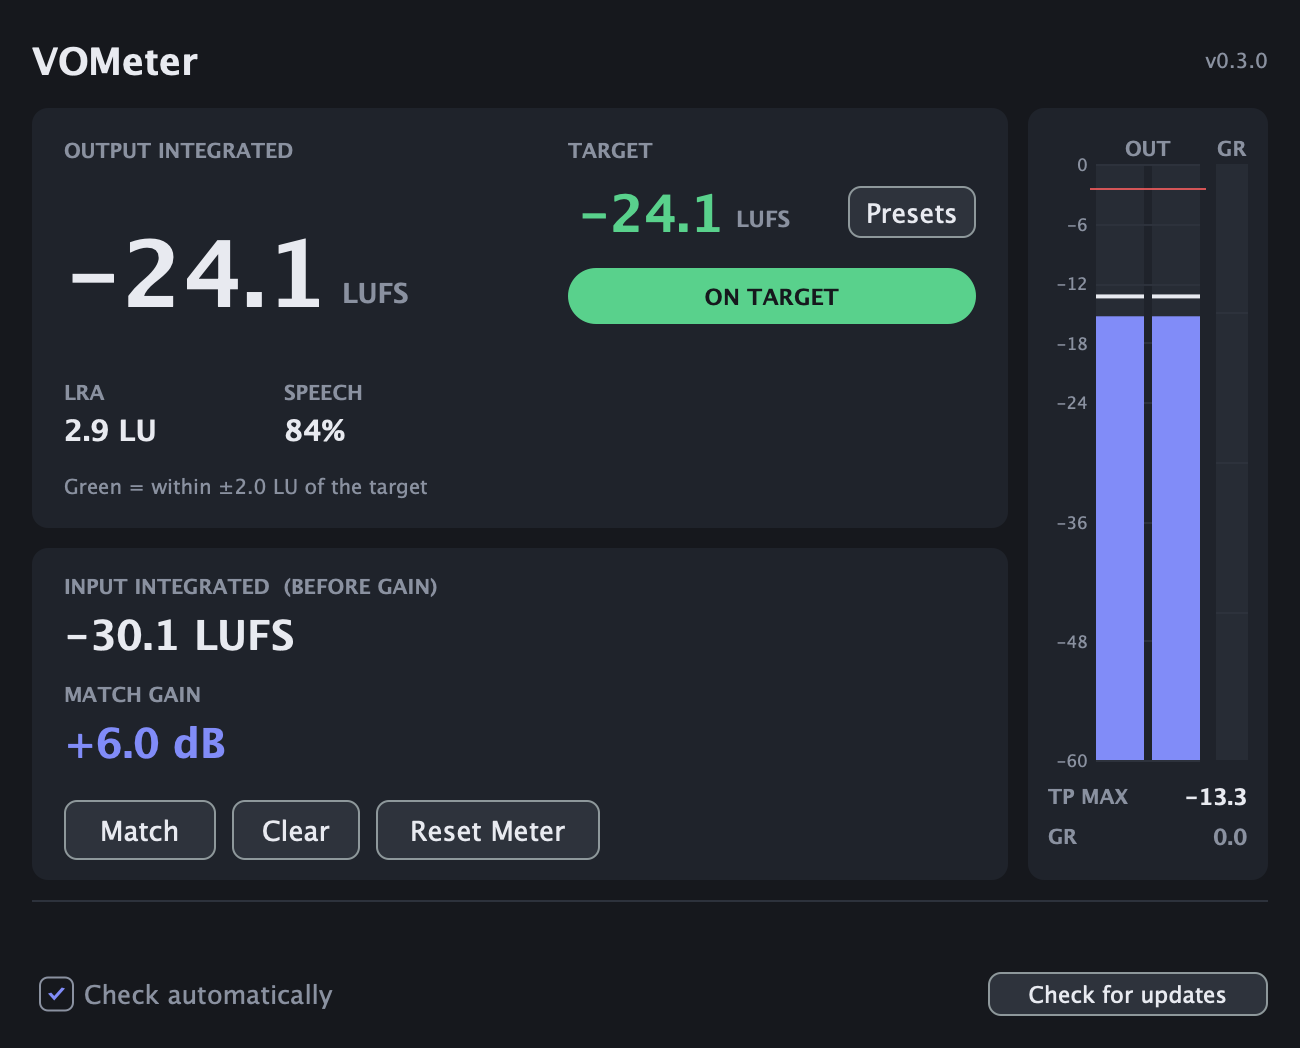 VOMeter
v0.3.0
OUTPUT INTEGRATED
−24.1 LUFS
TARGET
−24.1 LUFS
Presets
ON TARGET
LRA
2.9 LU
SPEECH
84%
Green = within ±2.0 LU of the target
INPUT INTEGRATED (BEFORE GAIN)
−30.1 LUFS
MATCH GAIN
+6.0 dB
Match
Clear
Reset Meter
OUT GR
0
−6
−12
−18
−24
−36
−48
−60
TP MAX −13.3
GR 0.0
Check automatically
Check for updates